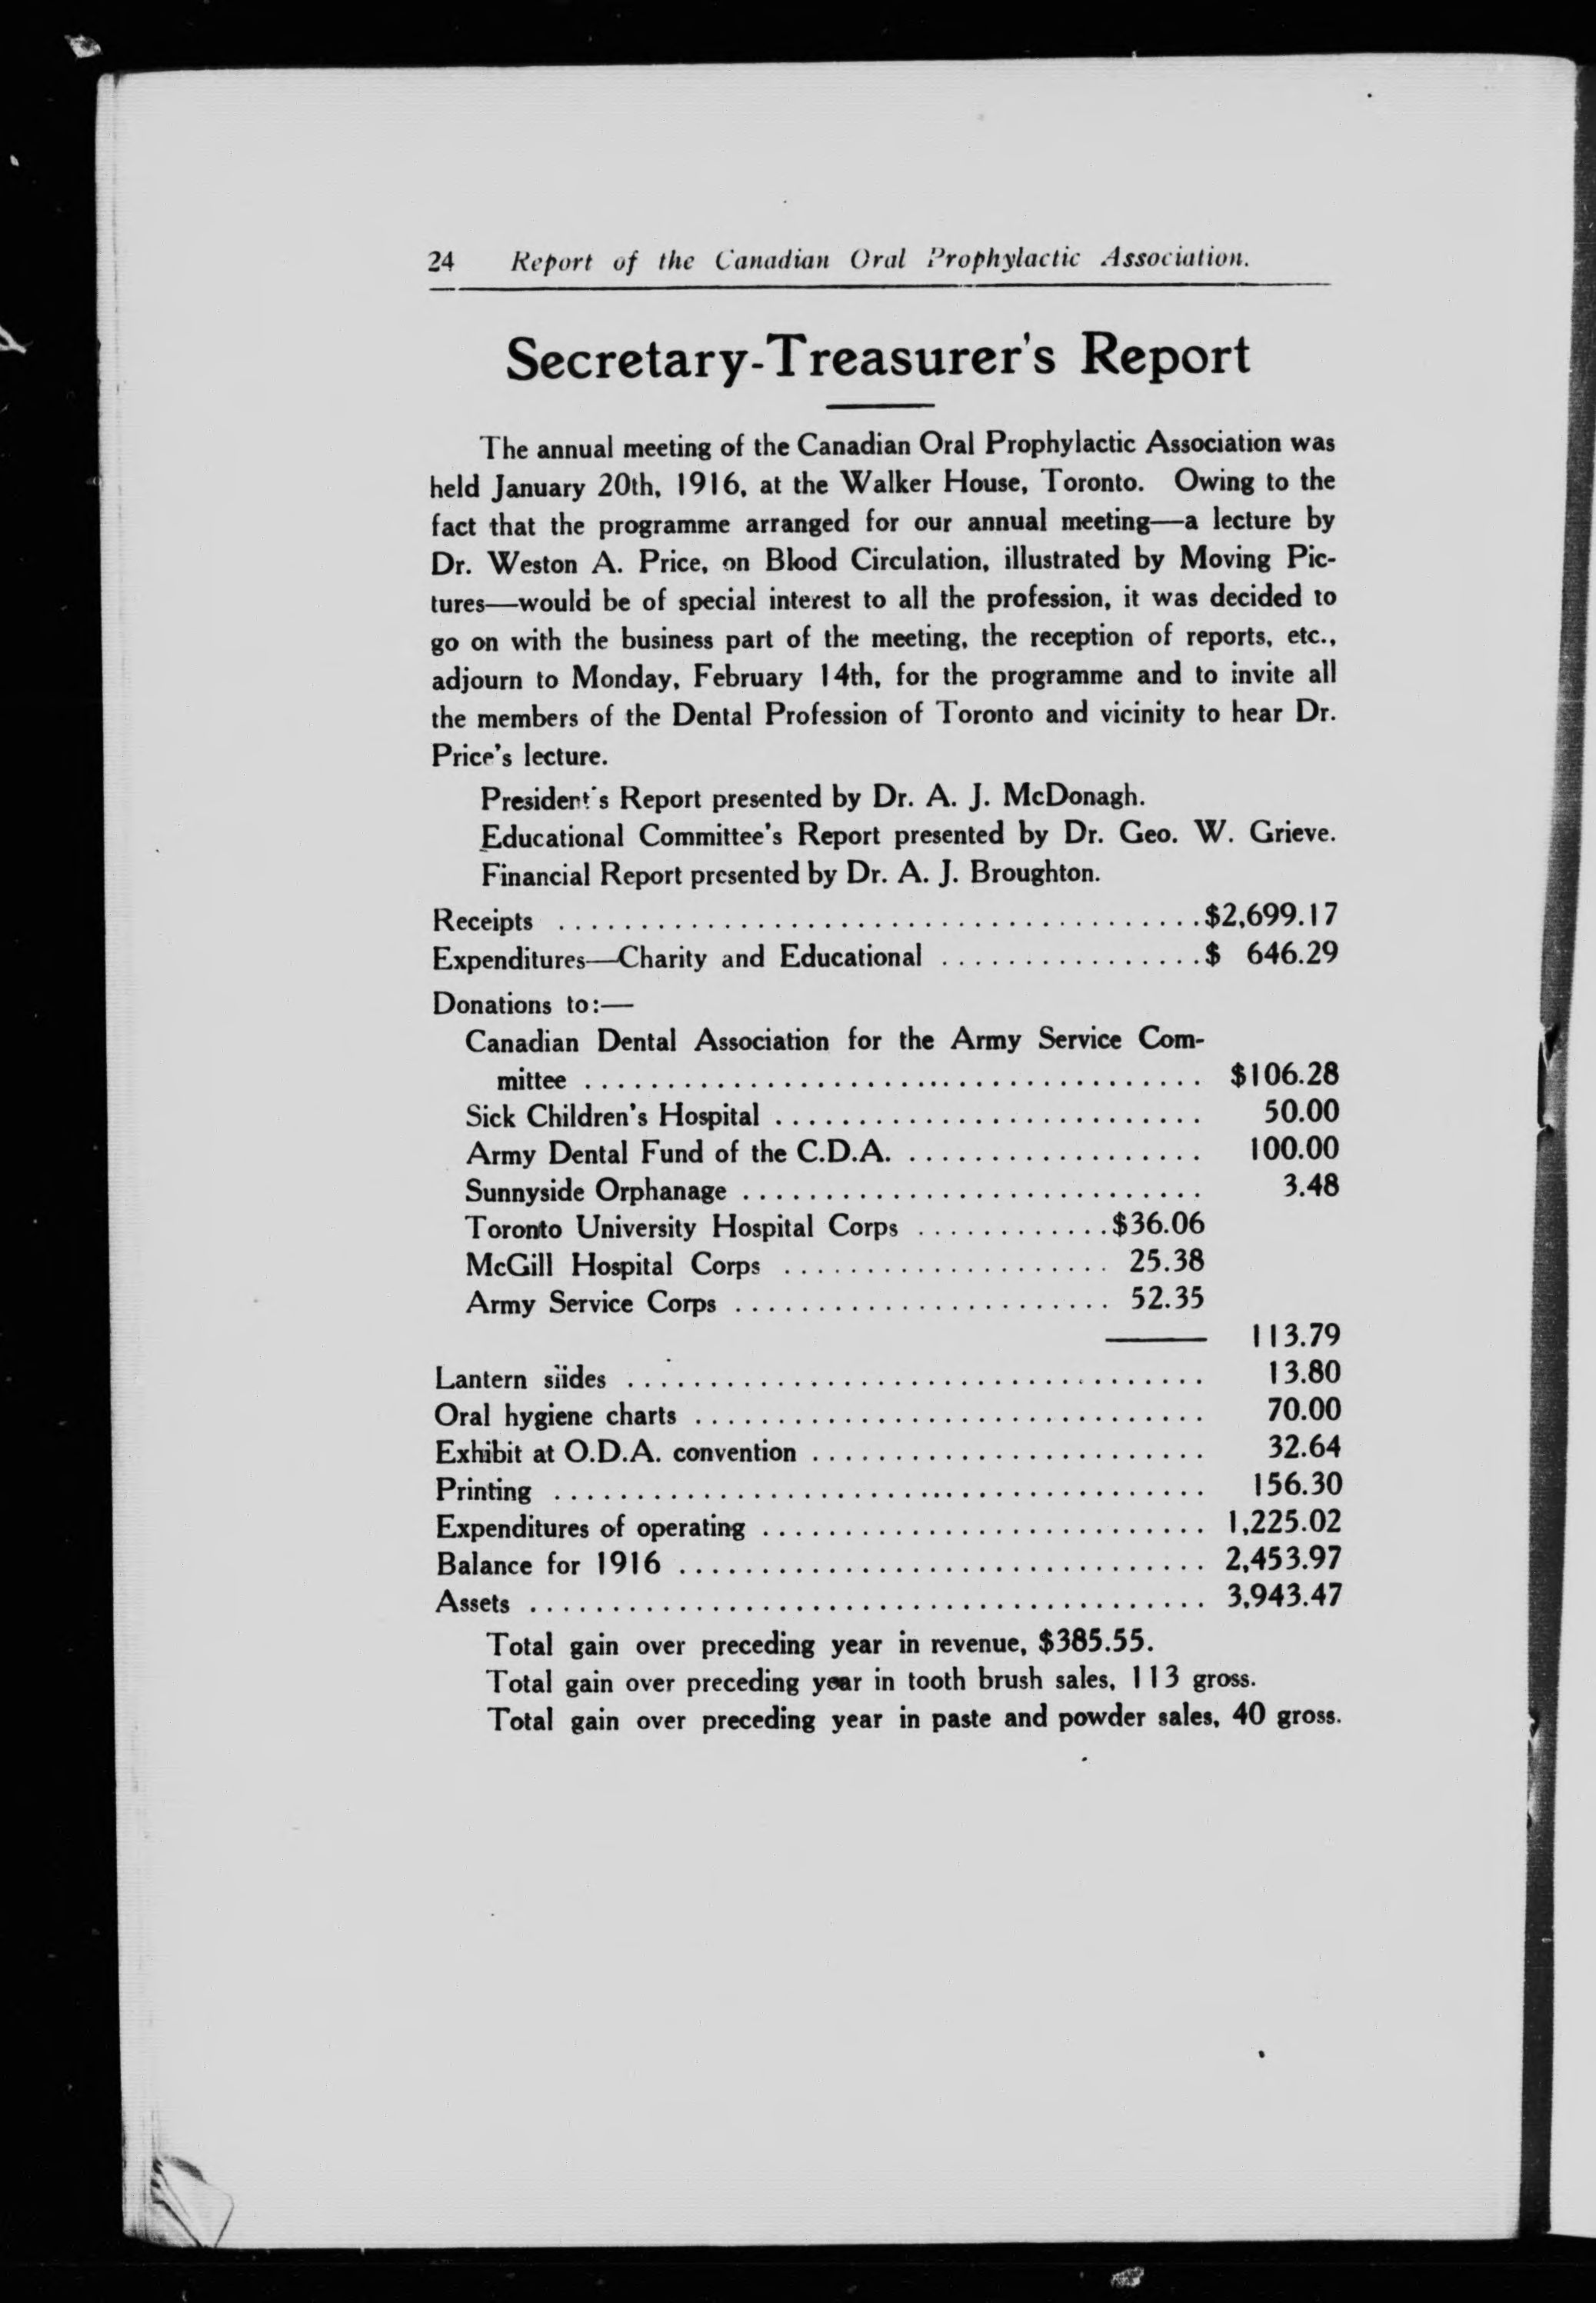 24 Report of the Canadian Oral Prophylactic Association.
Secretary-Treasurer's Report
The annual meeting of the Canadian Oral Prophylactic Association was
held January 20th, 1916, at the Walker House, Toronto. Owing to the
fact that the programme arranged for our annual meeting—a lecture by
Dr. Weston A. Price, on Blood Circulation, illustrated by Moving Pic-
tures—would be of special interest to all the profession, it was decided to
go on with the business part of the meeting, the reception of reports, etc.,
adjourn to Monday, February 14th, for the programme and to invite all
the members of the Dental Profession of Toronto and vicinity to hear Dr.
Price's lecture.
President's Report presented by Dr. A. J. McDonagh.
Educational Committee's Report presented by Dr. Geo. W. Grieve.
Financial Report presented by Dr. A. J. Broughton.
Receipts ........................................ $2,699.17
Expenditures—Charity and Educational ................ $ 646.29
Donations to:—
Canadian Dental Association for the Army Service Com-
mittee ...................................... $106.28
Sick Children's Hospital .......................... 50.00
Army Dental Fund of the C.D.A. .................. 100.00
Sunnyside Orphanage ............................ 3.48
Toronto University Hospital Corps ............ $36.06
McGill Hospital Corps .................... 25.38
Army Service Corps ....................... 52.35
113.79
Lantern slides ................................... 13.80
Oral hygiene charts ............................... 70.00
Exhibit at O.D.A. convention ........................ 32.64
Printing ........................................ 156.30
Expenditures of operating ........................... 1,225.02
Balance for 1916 ................................ 2,453.97
Assets ......................................... 3,943.47
Total gain over preceding year in revenue, $385.55.
Total gain over preceding year in tooth brush sales, 113 gross.
Total gain over preceding year in paste and powder sales, 40 gross.